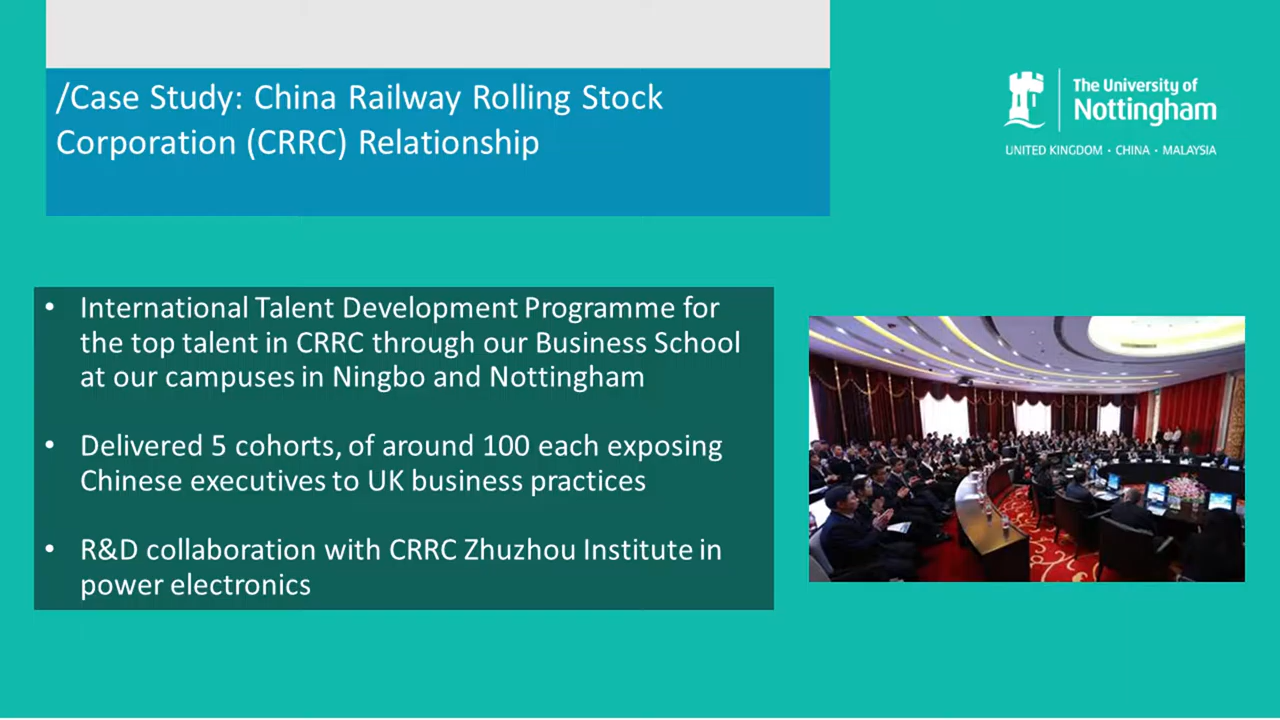 /Case Study: China Railway Rolling Stock
Corporation (CRRC) Relationship
The University of
Nottingham
UNITED KINGDOM · CHINA · MALAYSIA
• International Talent Development Programme for
the top talent in CRRC through our Business School
at our campuses in Ningbo and Nottingham
• Delivered 5 cohorts, of around 100 each exposing
Chinese executives to UK business practices
• R&D collaboration with CRRC Zhuzhou Institute in
power electronics